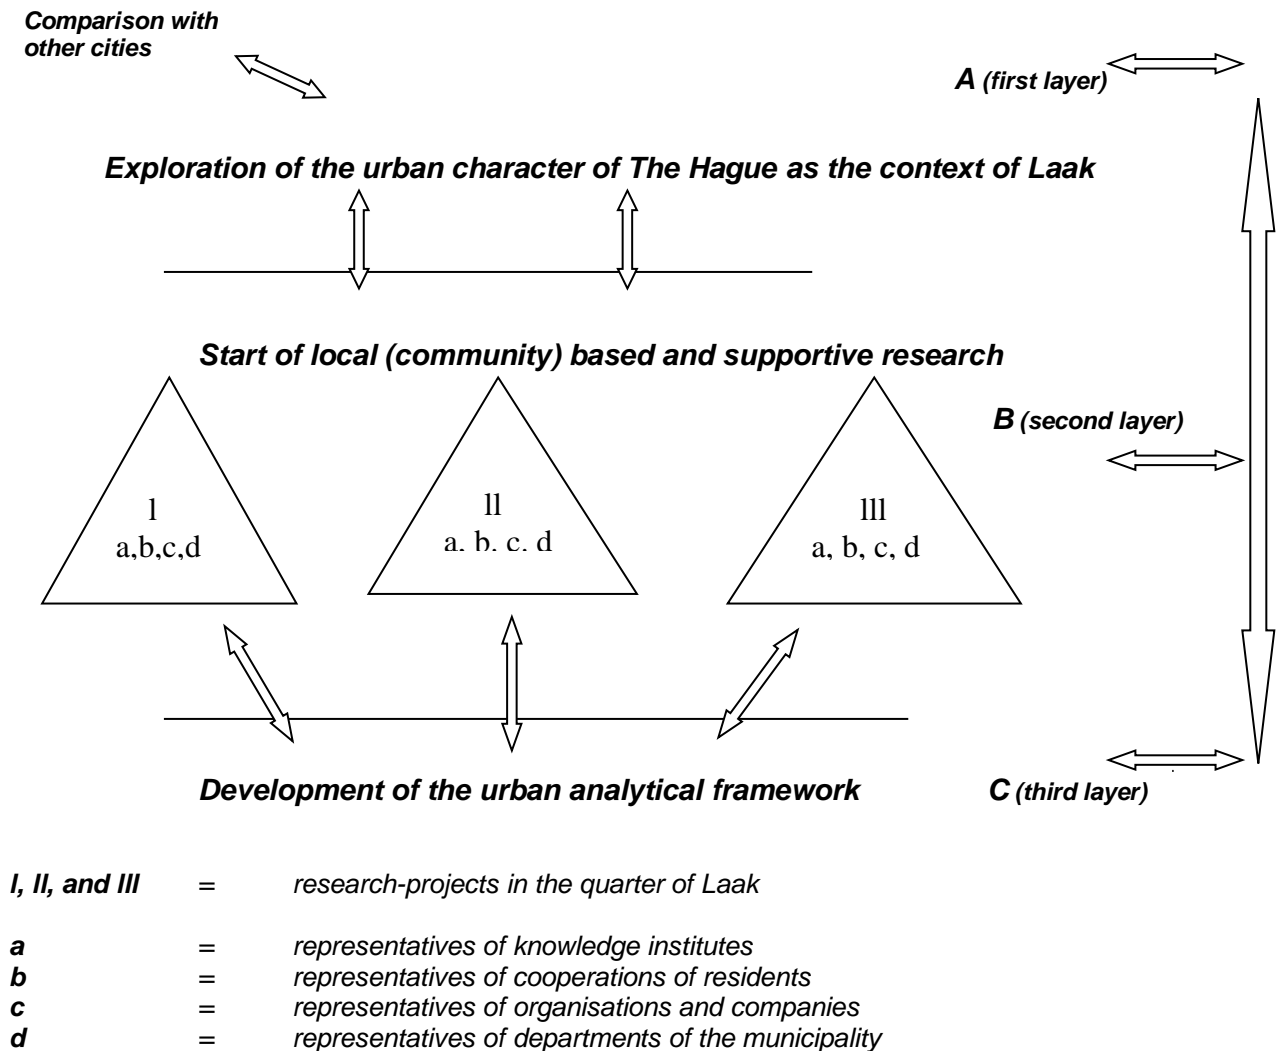 Comparison with
other cities
A (first layer)
Exploration of the urban character of The Hague as the context of Laak
Start of local (community) based and supportive research
B (second layer)
l
a,b,c,d
ll
a, b, c, d
lll
a, b, c, d
Development of the urban analytical framework
C (third layer)
l, ll, and lll = research-projects in the quarter of Laak
a = representatives of knowledge institutes
b = representatives of cooperations of residents
c = representatives of organisations and companies
d = representatives of departments of the municipality